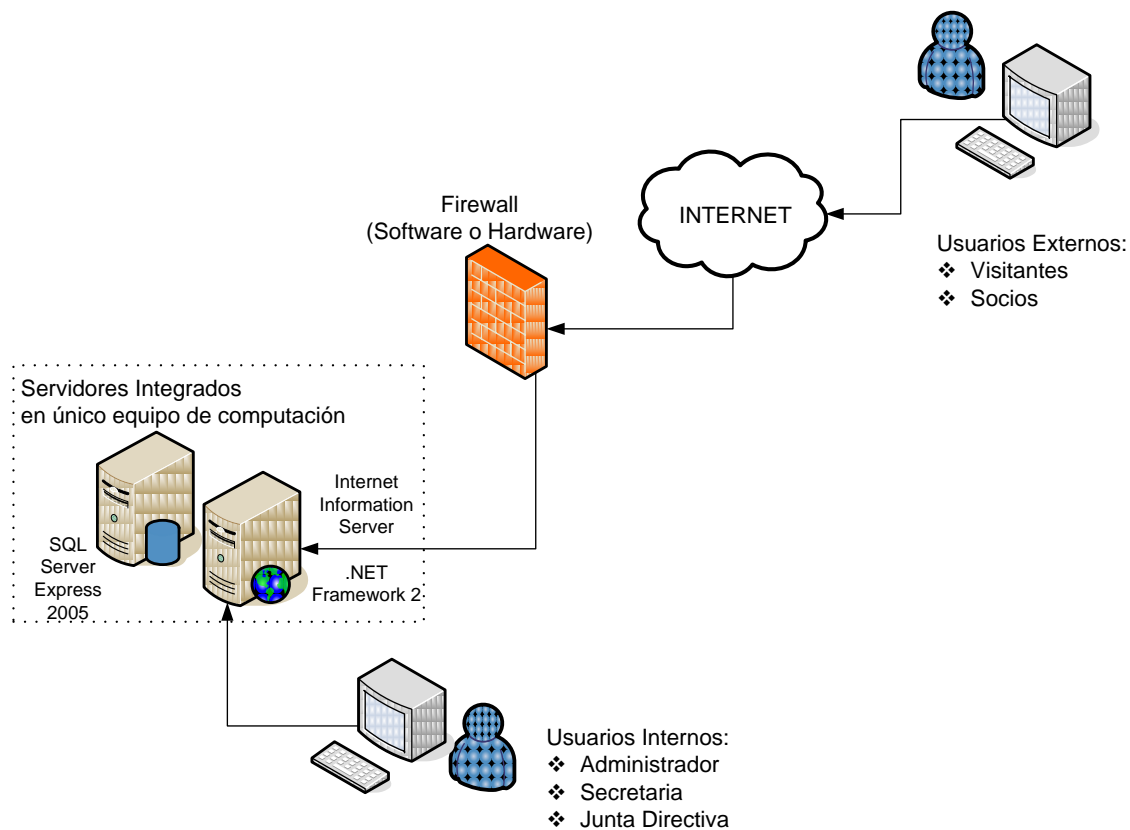 Firewall
(Software o Hardware)
INTERNET
Usuarios Externos:
❖ Visitantes
❖ Socios
Servidores Integrados
en único equipo de computación
Internet
Information
Server
SQL
Server
Express
2005
.NET
Framework 2
Usuarios Internos:
❖ Administrador
❖ Secretaria
❖ Junta Directiva